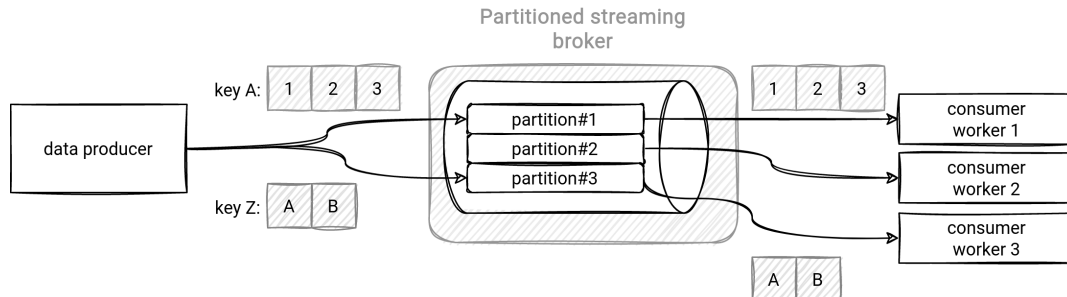 Partitioned streaming
broker
key A: 1 2 3
1 2 3
data producer
partition#1
partition#2
partition#3
consumer
worker 1
consumer
worker 2
consumer
worker 3
key Z: A B
A B